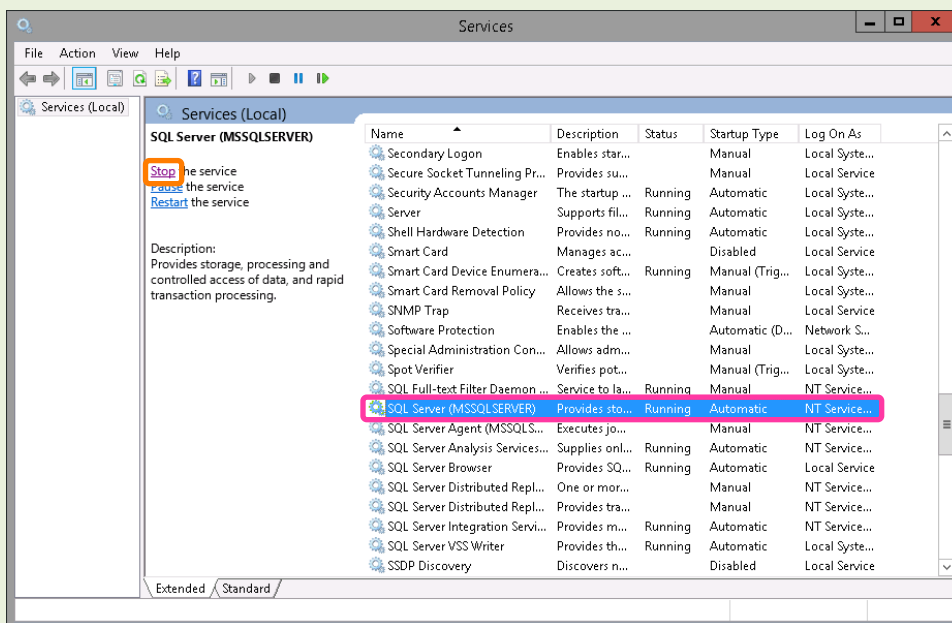 Services
File Action View Help
Services (Local)
Services (Local)
SQL Server (MSSQLSERVER)
Stop the service
Pause the service
Restart the service
Description:
Provides storage, processing and
controlled access of data, and rapid
transaction processing.
Name Description Status Startup Type Log On As
Secondary Logon Enables star... Manual Local Syste...
Secure Socket Tunneling Pr... Provides su... Manual Local Service
Security Accounts Manager The startup ... Running Automatic Local Syste...
Server Supports fil... Running Automatic Local Syste...
Shell Hardware Detection Provides no... Running Automatic Local Syste...
Smart Card Manages ac... Disabled Local Service
Smart Card Device Enumera... Creates soft... Running Manual (Trig... Local Syste...
Smart Card Removal Policy Allows the s... Manual Local Syste...
SNMP Trap Receives tra... Manual Local Service
Software Protection Enables the ... Automatic (D... Network S...
Special Administration Con... Allows adm... Manual Local Syste...
Spot Verifier Verifies pot... Manual (Trig... Local Syste...
SQL Full-text Filter Daemon ... Service to la... Running Manual NT Service...
SQL Server (MSSQLSERVER) Provides sto... Running Automatic NT Service...
SQL Server Agent (MSSQLS... Executes jo... Manual NT Service...
SQL Server Analysis Services... Supplies onl... Running Automatic NT Service...
SQL Server Browser Provides SQ... Running Automatic Local Service
SQL Server Distributed Repl... One or mor... Manual NT Service...
SQL Server Distributed Repl... Provides tra... Manual NT Service...
SQL Server Integration Servi... Provides m... Running Automatic NT Service...
SQL Server VSS Writer Provides th... Running Automatic Local Syste...
SSDP Discovery Discovers n... Disabled Local Service
Extended Standard